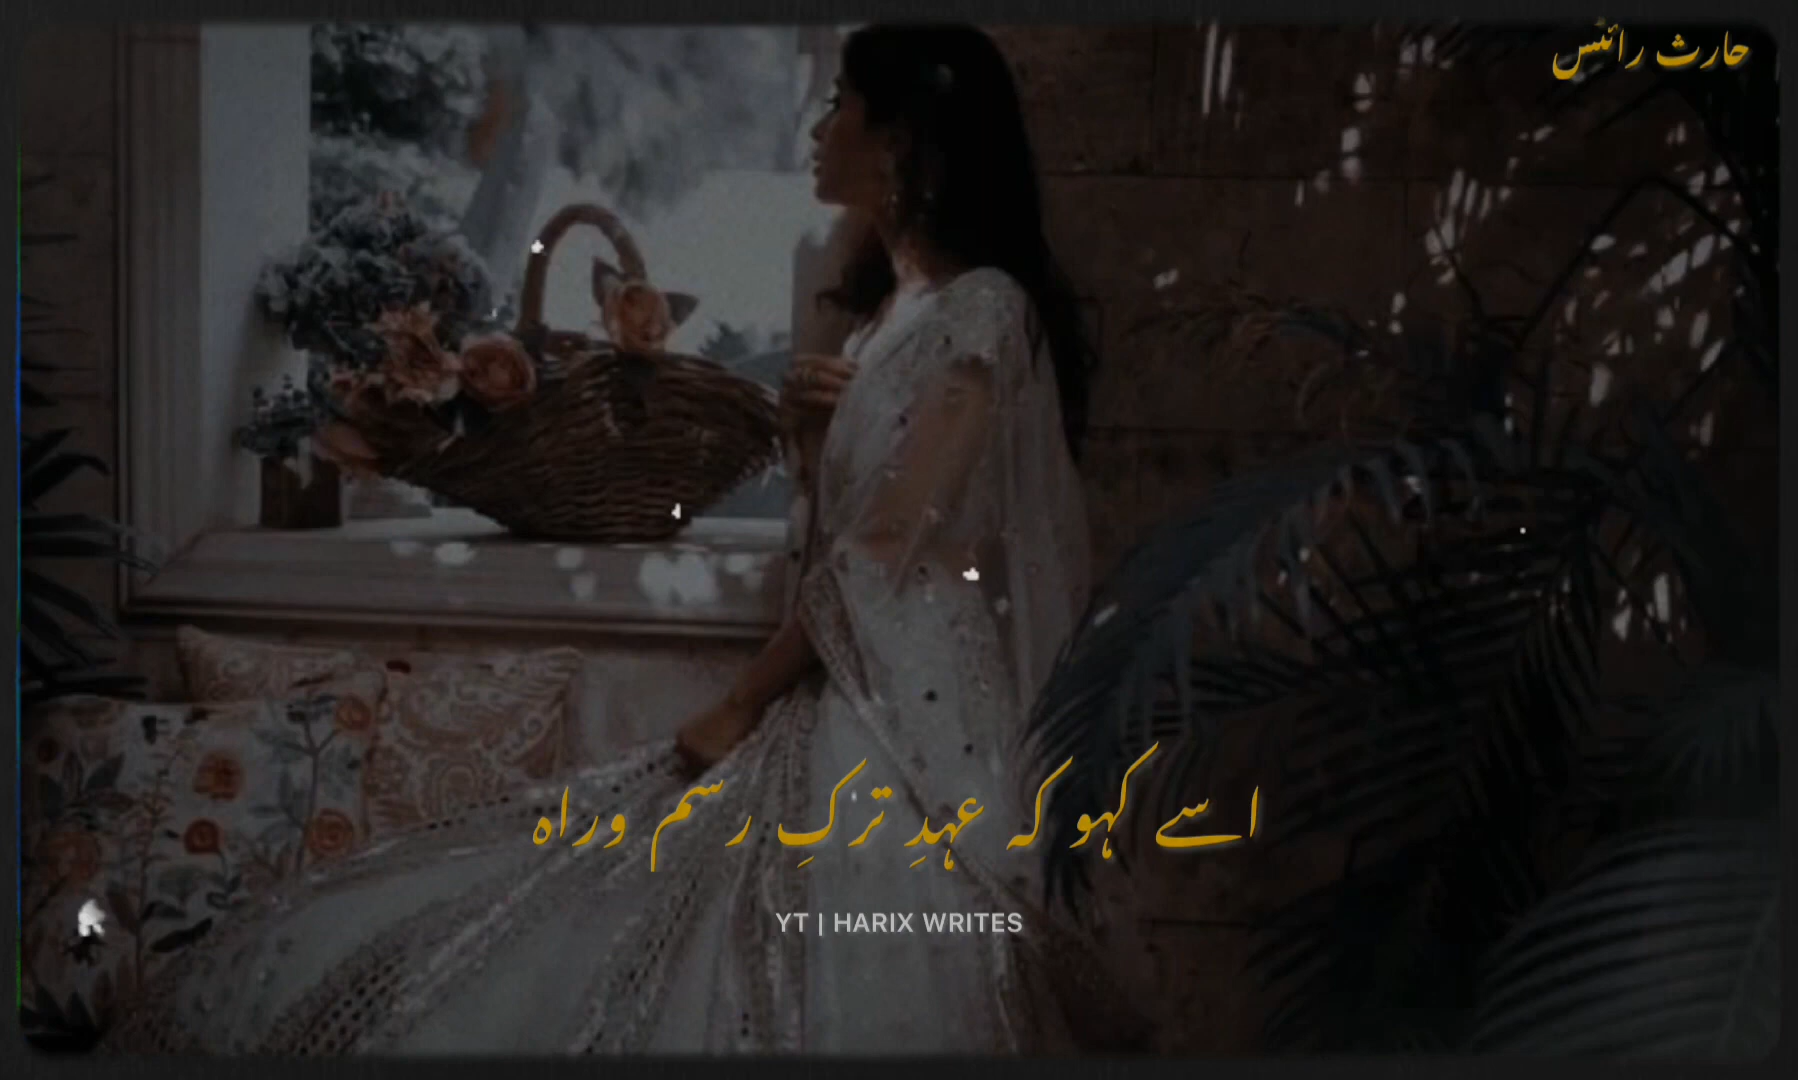 حارث رائٹس
اسے کہو کہ عہدِ ترکِ رسم وراہ
YT | HARIX WRITES